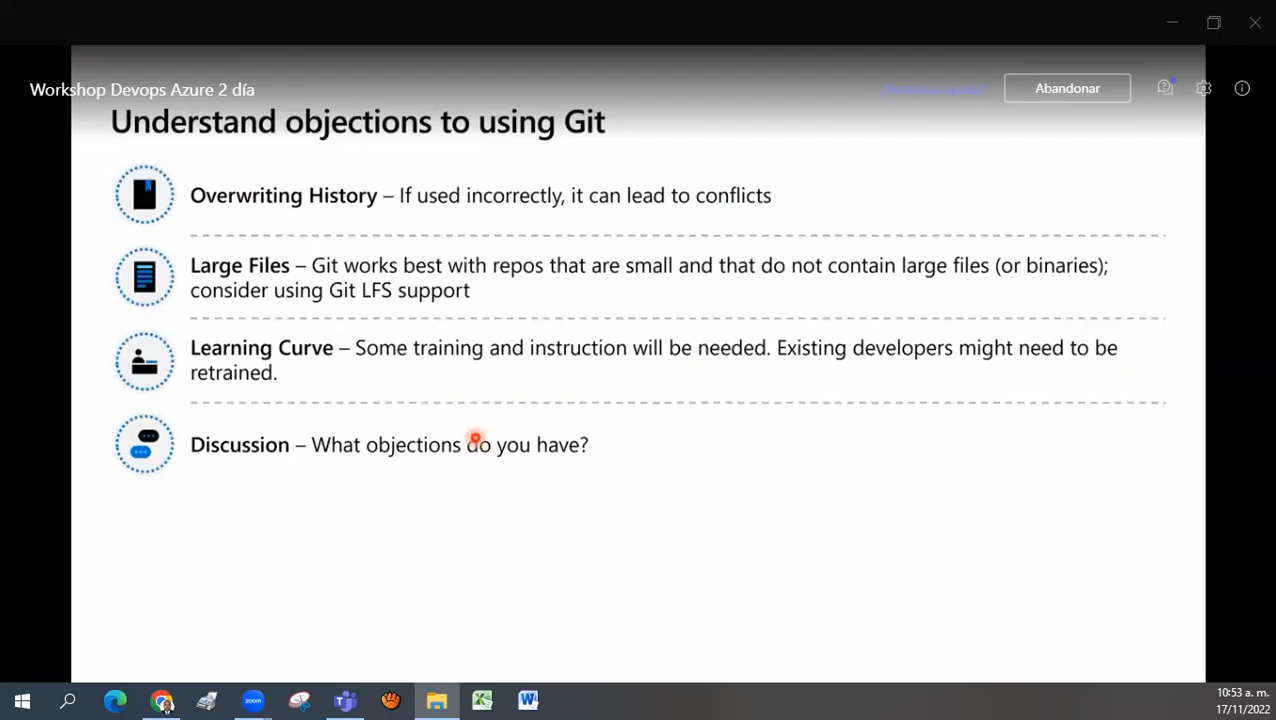 Workshop Devops Azure 2 día
Abandonar
Understand objections to using Git
Overwriting History – If used incorrectly, it can lead to conflicts
Large Files – Git works best with repos that are small and that do not contain large files (or binaries);
consider using Git LFS support
Learning Curve – Some training and instruction will be needed. Existing developers might need to be
retrained.
Discussion – What objections do you have?
zoom
10:53 a. m.
17/11/2022